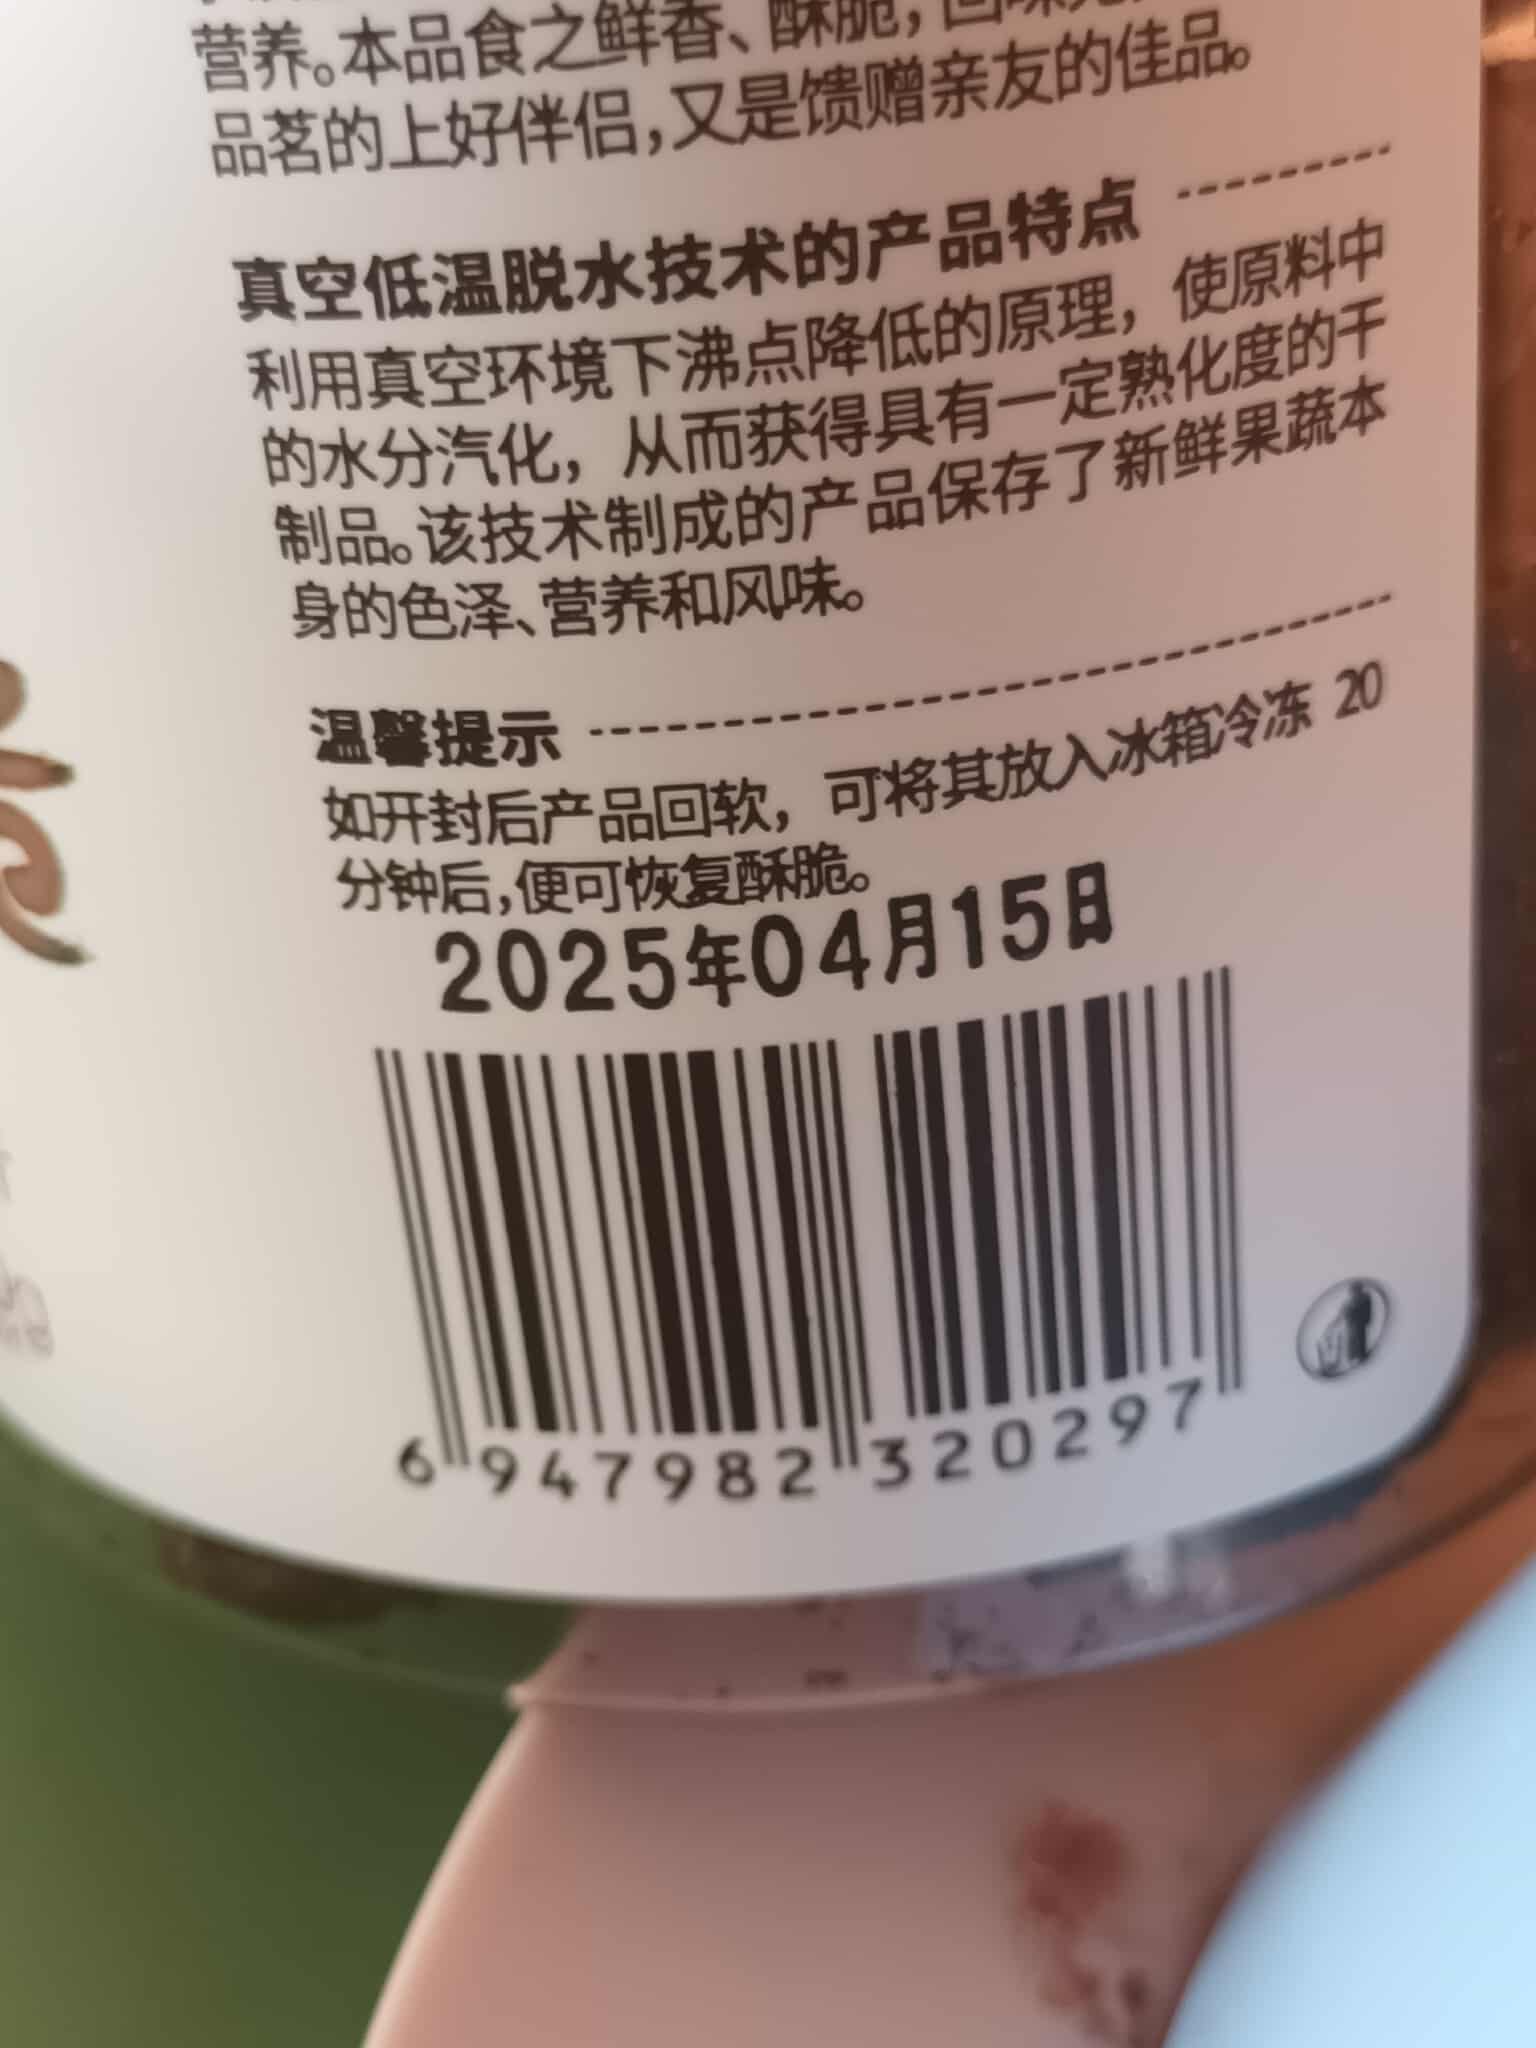 营养。本品食之鲜香、酥脆，回味无
品茗的上好伴侣，又是馈赠亲友的佳品。
真空低温脱水技术的产品特点
利用真空环境下沸点降低的原理，使原料中
的水分汽化，从而获得具有一定熟化度的干
制品。该技术制成的产品保存了新鲜果蔬本
身的色泽、营养和风味。
温馨提示
如开封后产品回软，可将其放入冰箱冷冻 20
分钟后，便可恢复酥脆。
2025年04月15日
6 947982 320297